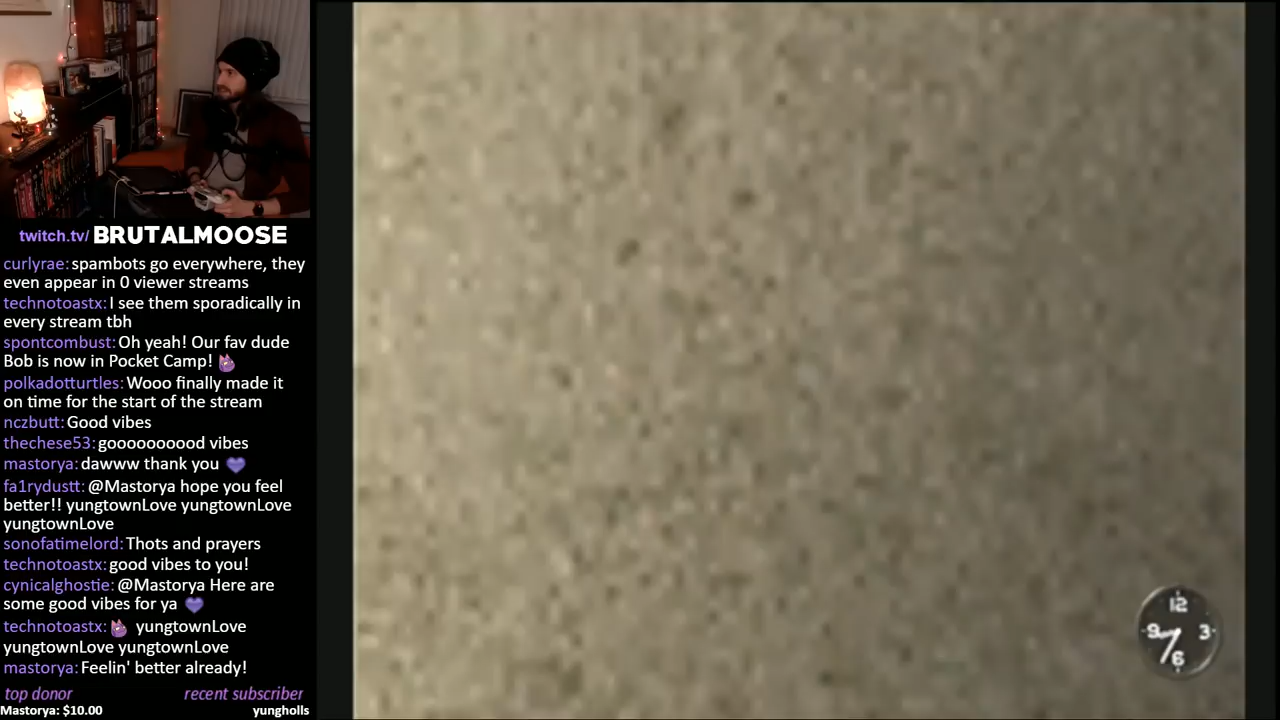 twitch.tv/ BRUTALMOOSE
curlyrae: spambots go everywhere, they
even appear in 0 viewer streams
technotoastx: I see them sporadically in
every stream tbh
spontcombust: Oh yeah! Our fav dude
Bob is now in Pocket Camp!
polkadotturtles: Wooo finally made it
on time for the start of the stream
nczbutt: Good vibes
thechese53: goooooooood vibes
mastorya: dawww thank you
fa1rydustt: @Mastorya hope you feel
better!! yungtownLove yungtownLove
yungtownLove
sonofatimelord: Thots and prayers
technotoastx: good vibes to you!
cynicalghostie: @Mastorya Here are
some good vibes for ya
technotoastx: yungtownLove
yungtownLove yungtownLove
mastorya: Feelin' better already!
top donor recent subscriber
Mastorya: $10.00 yungholls
12
9 3
6